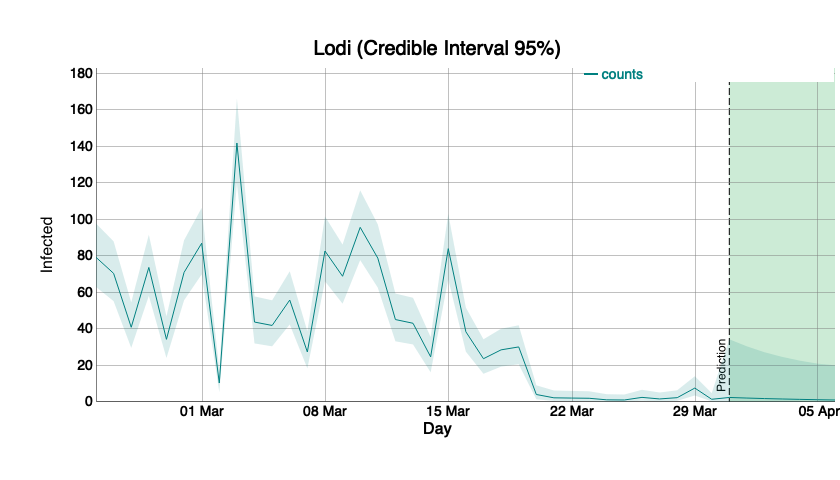 Lodi (Credible Interval 95%)
counts
180
160
140
120
100
80
60
40
20
0
Infected
Prediction
01 Mar
08 Mar
15 Mar
22 Mar
29 Mar
05 Apr
Day